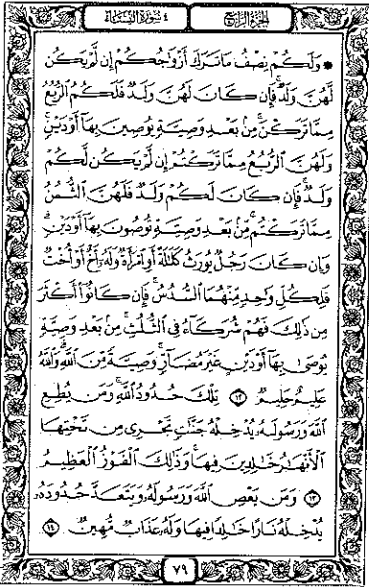 الجزء الرابع
٤ سورة النساء
۞ وَلَكُمْ نِصْفُ مَا تَرَكَ أَزْوَٰجُكُمْ إِن لَّمْ يَكُن
لَّهُنَّ وَلَدٌ فَإِن كَانَ لَهُنَّ وَلَدٌ فَلَكُمُ ٱلرُّبُعُ
مِمَّا تَرَكْنَ مِنۢ بَعْدِ وَصِيَّةٍ يُوصِينَ بِهَآ أَوْ دَيْنٍ
وَلَهُنَّ ٱلرُّبُعُ مِمَّا تَرَكْتُمْ إِن لَّمْ يَكُن لَّكُمْ
وَلَدٌ فَإِن كَانَ لَكُمْ وَلَدٌ فَلَهُنَّ ٱلثُّمُنُ
مِمَّا تَرَكْتُم مِّنۢ بَعْدِ وَصِيَّةٍ تُوصُونَ بِهَآ أَوْ دَيْنٍ
وَإِن كَانَ رَجُلٌ يُورَثُ كَلَٰلَةً أَوِ ٱمْرَأَةٌ وَلَهُۥٓ أَخٌ أَوْ أُخْتٌ
فَلِكُلِّ وَٰحِدٍ مِّنْهُمَا ٱلسُّدُسُ فَإِن كَانُوٓا۟ أَكْثَرَ
مِن ذَٰلِكَ فَهُمْ شُرَكَآءُ فِى ٱلثُّلُثِ مِنۢ بَعْدِ وَصِيَّةٍ
يُوصَىٰ بِهَآ أَوْ دَيْنٍ غَيْرَ مُضَآرٍّ وَصِيَّةً مِّنَ ٱللَّهِ وَٱللَّهُ
عَلِيمٌ حَلِيمٌ ١٢ تِلْكَ حُدُودُ ٱللَّهِ وَمَن يُطِعِ
ٱللَّهَ وَرَسُولَهُۥ يُدْخِلْهُ جَنَّٰتٍ تَجْرِى مِن تَحْتِهَا
ٱلْأَنْهَٰرُ خَٰلِدِينَ فِيهَا وَذَٰلِكَ ٱلْفَوْزُ ٱلْعَظِيمُ
١٣ وَمَن يَعْصِ ٱللَّهَ وَرَسُولَهُۥ وَيَتَعَدَّ حُدُودَهُۥ
يُدْخِلْهُ نَارًا خَٰلِدًا فِيهَا وَلَهُۥ عَذَابٌ مُّهِينٌ ١٤
٧٩